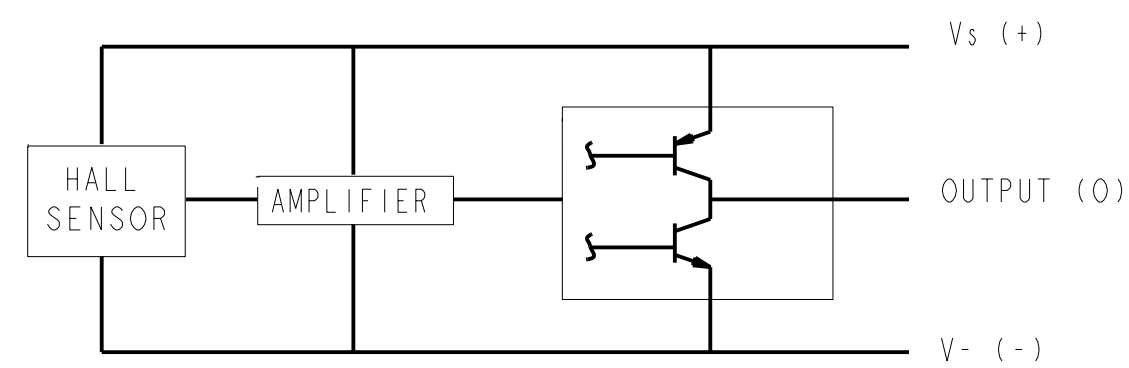 Vs (+)
HALL
SENSOR
AMPLIFIER
OUTPUT (O)
V- (-)